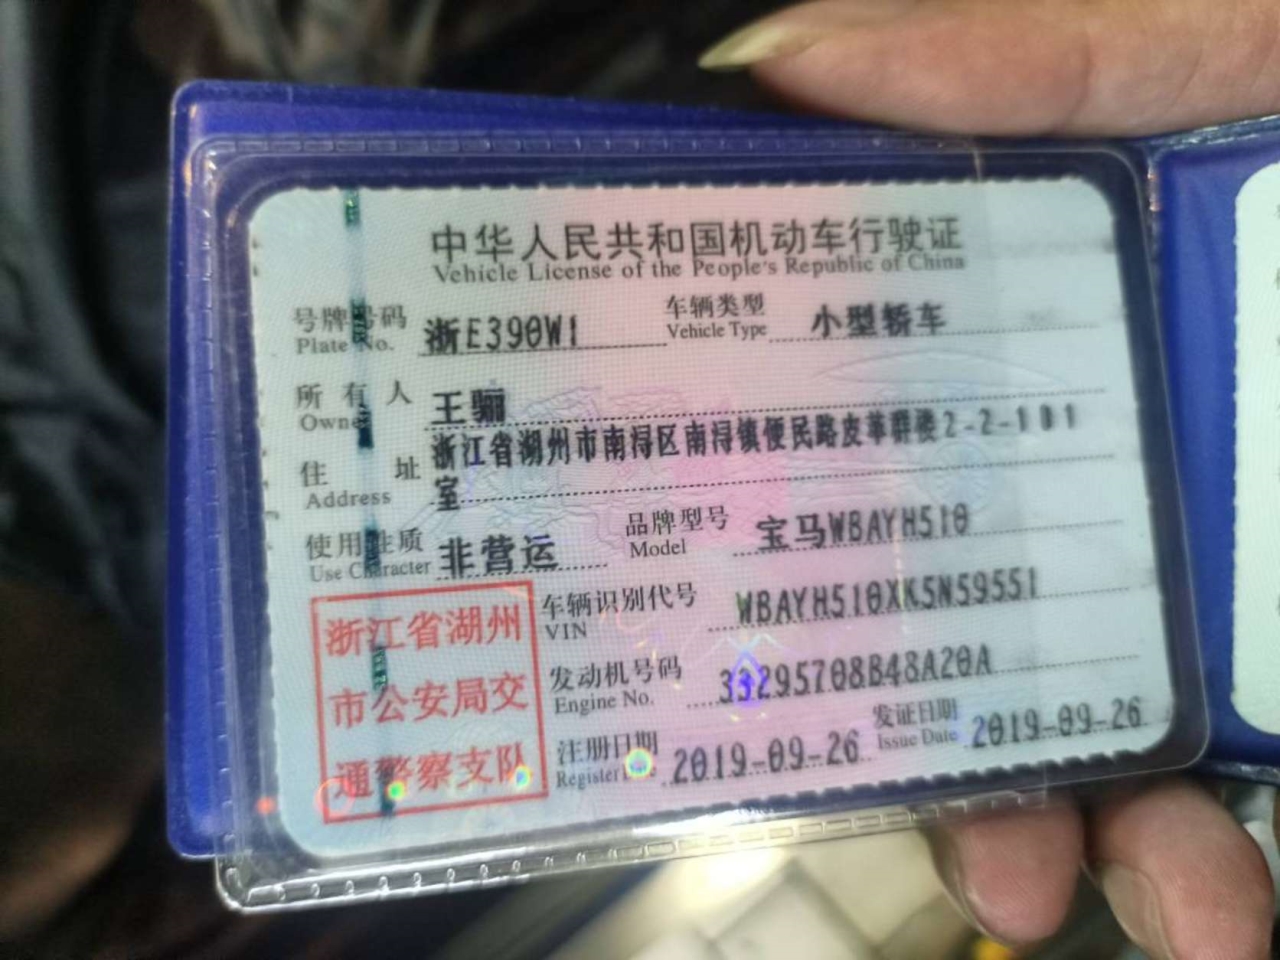 中华人民共和国机动车行驶证
Vehicle License of the People's Republic of China
号牌号码 浙E390W1 车辆类型 小型轿车
Plate No. Vehicle Type
所有人 王骊
Owner
住址 浙江省湖州市南浔区南浔镇便民路皮革群楼2-2-101
Address 室
使用性质 非营运 品牌型号 宝马WBAYH510
Use Character Model
浙江省湖州 车辆识别代号 WBAYH510XK5N59551
VIN
市公安局交 发动机号码 33295708B48A20A
Engine No.
通警察支队 注册日期 2019-09-26 发证日期 2019-09-26
Register Date Issue Date